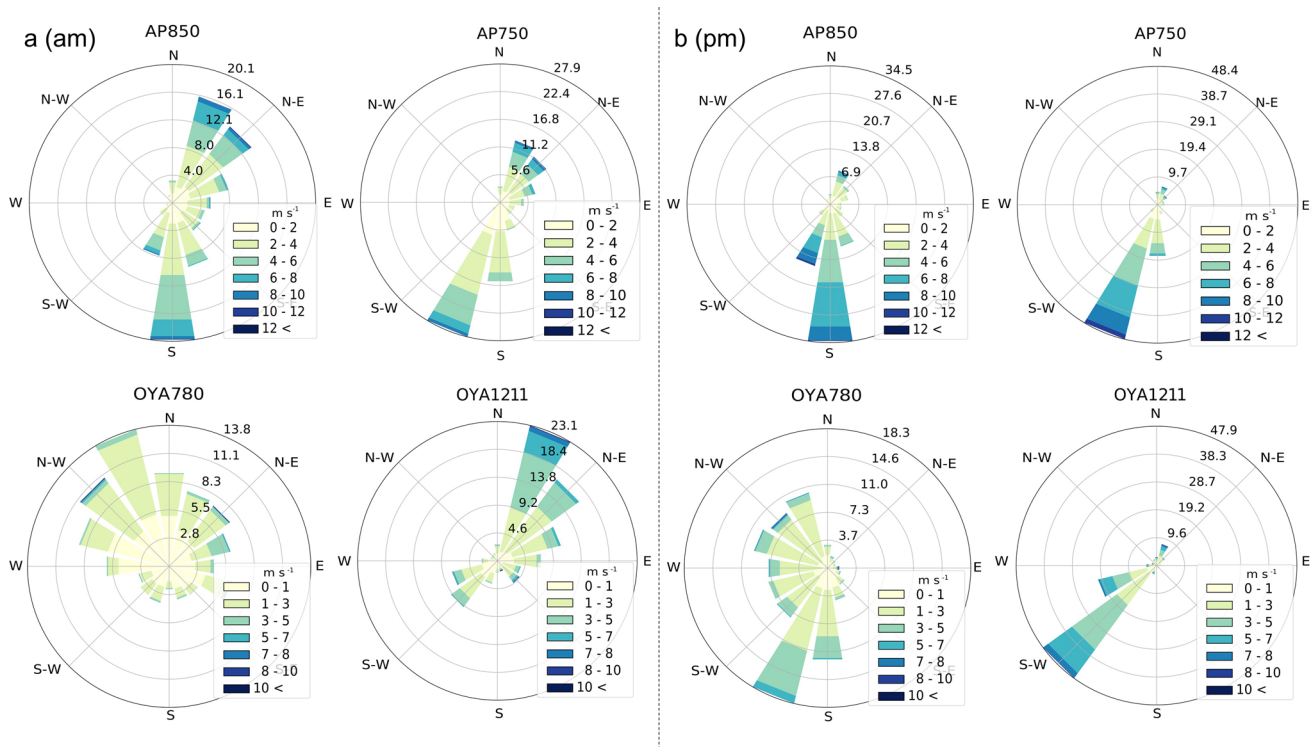 a (am)
AP850
N
20.1
16.1
12.1
8.0
4.0
N-W
N-E
W
E
S-W
S-E
S
m s⁻¹
0 - 2
2 - 4
4 - 6
6 - 8
8 - 10
10 - 12
12 <
AP750
N
27.9
22.4
16.8
11.2
5.6
N-W
N-E
W
E
S-W
S-E
S
m s⁻¹
0 - 2
2 - 4
4 - 6
6 - 8
8 - 10
10 - 12
12 <
b (pm)
AP850
N
34.5
27.6
20.7
13.8
6.9
N-W
N-E
W
E
S-W
S-E
S
m s⁻¹
0 - 2
2 - 4
4 - 6
6 - 8
8 - 10
10 - 12
12 <
AP750
N
48.4
38.7
29.1
19.4
9.7
N-W
N-E
W
E
S-W
S-E
S
m s⁻¹
0 - 2
2 - 4
4 - 6
6 - 8
8 - 10
10 - 12
12 <
OYA780
N
13.8
11.1
8.3
5.5
2.8
N-W
N-E
W
E
S-W
S-E
S
m s⁻¹
0 - 1
1 - 3
3 - 5
5 - 7
7 - 8
8 - 10
10 <
OYA1211
N
23.1
18.4
13.8
9.2
4.6
N-W
N-E
W
E
S-W
S
m s⁻¹
0 - 1
1 - 3
3 - 5
5 - 7
7 - 8
8 - 10
10 <
OYA780
N
18.3
14.6
11.0
7.3
3.7
N-W
N-E
W
E
S-W
S-E
S
m s⁻¹
0 - 1
1 - 3
3 - 5
5 - 7
7 - 8
8 - 10
10 <
OYA1211
N
47.9
38.3
28.7
19.2
9.6
N-W
N-E
W
E
S-W
S
m s⁻¹
0 - 1
1 - 3
3 - 5
5 - 7
7 - 8
8 - 10
10 <